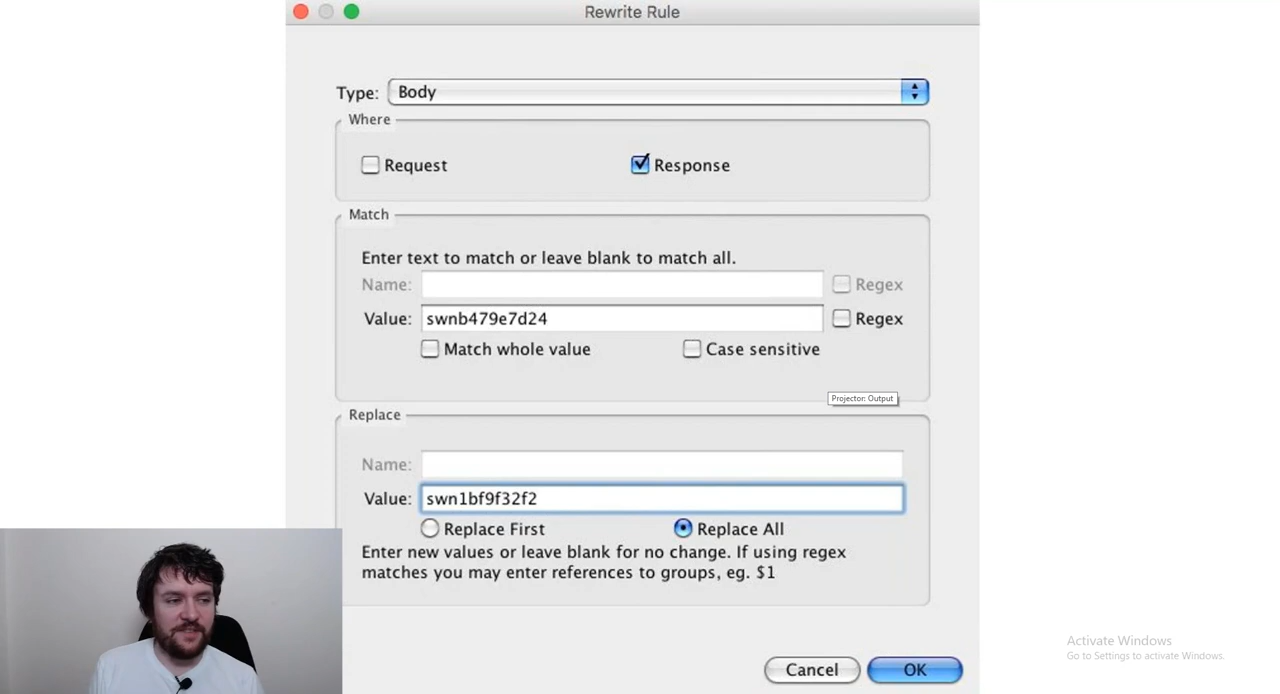 Rewrite Rule
Type: Body
Where
Request Response
Match
Enter text to match or leave blank to match all.
Name: Regex
Value: swnb479e7d24 Regex
Match whole value Case sensitive
Projector: Output
Replace
Name:
Value: swn1bf9f32f2
Replace First Replace All
Enter new values or leave blank for no change. If using regex
matches you may enter references to groups, eg. $1
Activate Windows
Go to Settings to activate Windows.
Cancel OK